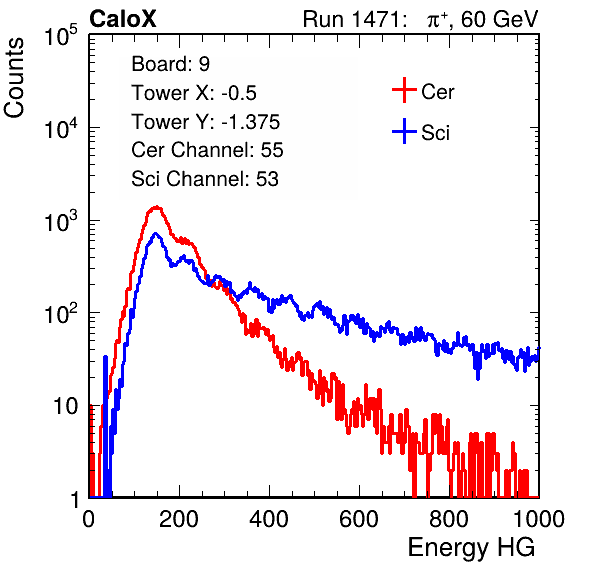 CaloX Run 1471: π⁺, 60 GeV
Counts
10⁵
10⁴
10³
10²
10
1
Board: 9
Tower X: -0.5
Tower Y: -1.375
Cer Channel: 55
Sci Channel: 53
Cer
Sci
0 200 400 600 800 1000
Energy HG